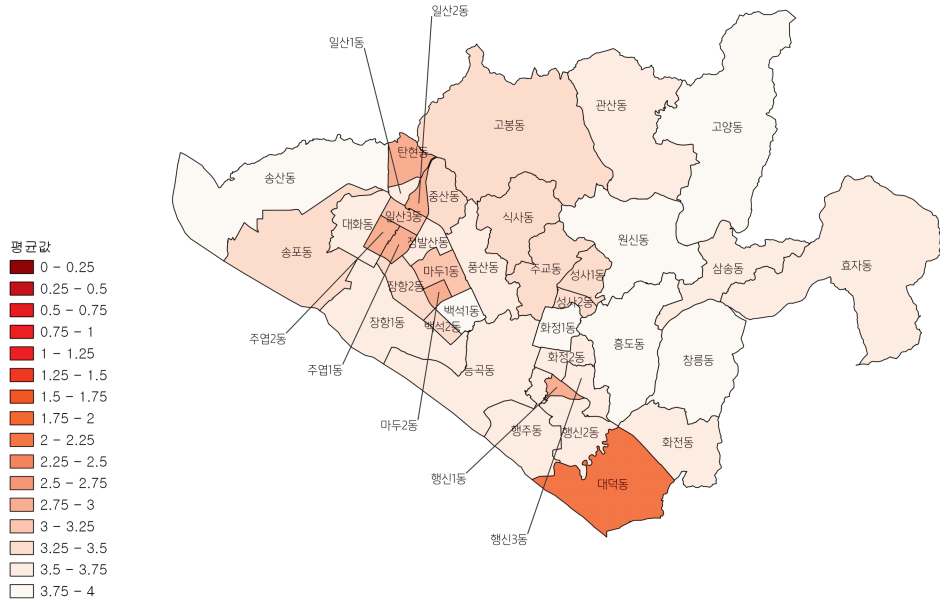 일산2동
일산1동
관산동
고봉동
고양동
탄현동
송산동
중산동
대화동
일산3동
식사동
정발산동
원신동
송포동
마두1동
풍산동
주교동
성사1동
삼송동
효자동
장항2동
성사2동
백석1동
장항1동
백석2동
화정1동
흥도동
주엽2동
화정2동
창릉동
주엽1동
능곡동
마두2동
행주동
행신2동
화전동
행신1동
대덕동
행신3동
평균값
0 - 0.25
0.25 - 0.5
0.5 - 0.75
0.75 - 1
1 - 1.25
1.25 - 1.5
1.5 - 1.75
1.75 - 2
2 - 2.25
2.25 - 2.5
2.5 - 2.75
2.75 - 3
3 - 3.25
3.25 - 3.5
3.5 - 3.75
3.75 - 4